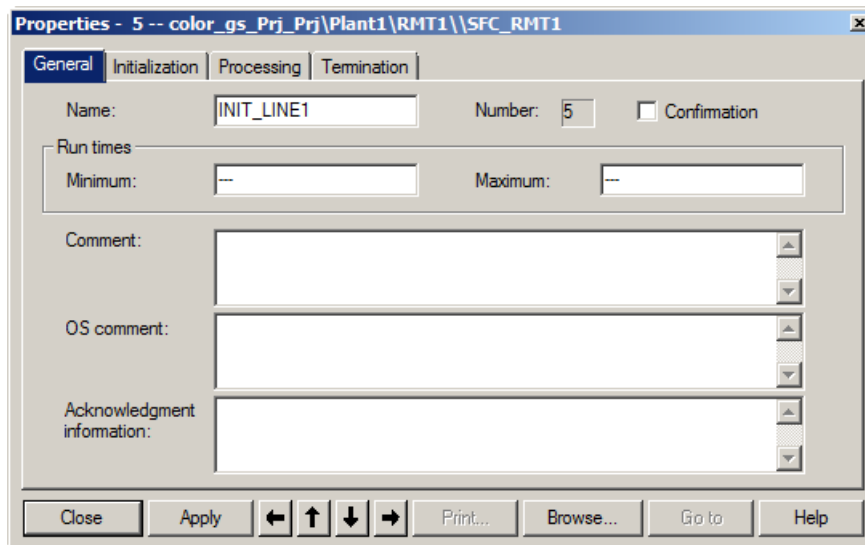 Properties - 5 -- color_gs_Prj_Prj\Plant1\RMT1\\SFC_RMT1
General Initialization Processing Termination
Name: INIT_LINE1 Number: 5 Confirmation
Run times
Minimum: --- Maximum: ---
Comment:
OS comment:
Acknowledgment
information:
Close Apply Print... Browse... Go to Help